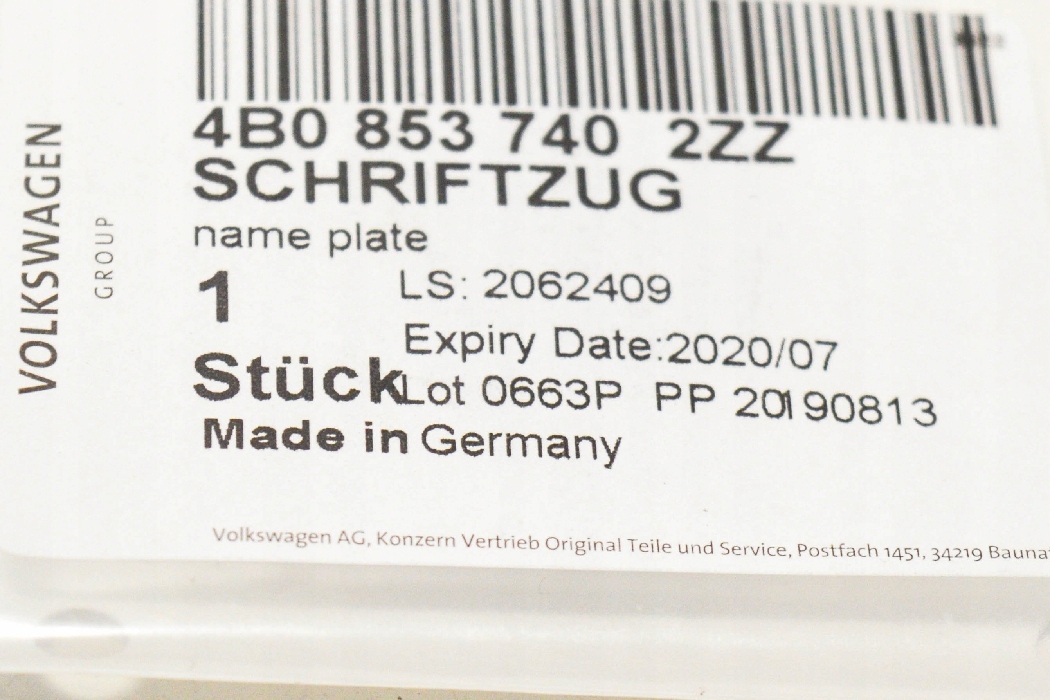 VOLKSWAGEN
GROUP
4B0 853 740 2ZZ
SCHRIFTZUG
name plate
1
LS: 2062409
Expiry Date:2020/07
Stück
Lot 0663P PP 20190813
Made in Germany
Volkswagen AG, Konzern Vertrieb Original Teile und Service, Postfach 1451, 34219 Bauna